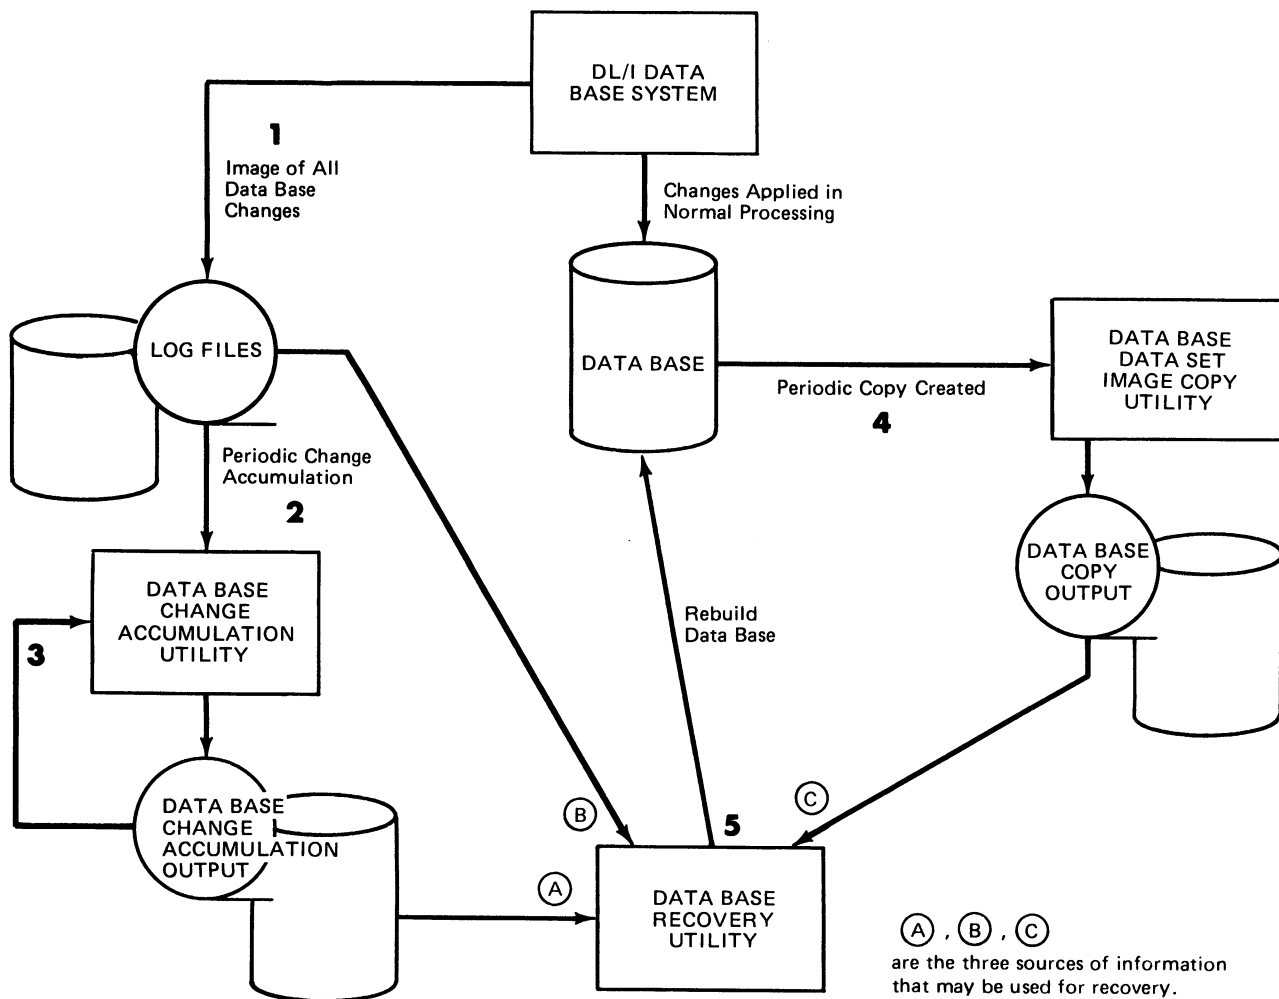 DL/I DATA
BASE SYSTEM
1
Image of All
Data Base
Changes
Changes Applied in
Normal Processing
LOG FILES
DATA BASE
Periodic Copy Created
4
DATA BASE
DATA SET
IMAGE COPY
UTILITY
Periodic Change
Accumulation
2
DATA BASE
COPY
OUTPUT
DATA BASE
CHANGE
ACCUMULATION
UTILITY
3
Rebuild
Data Base
DATA BASE
CHANGE
ACCUMULATION
OUTPUT
B
C
5
A
DATA BASE
RECOVERY
UTILITY
A , B , C
are the three sources of information
that may be used for recovery.